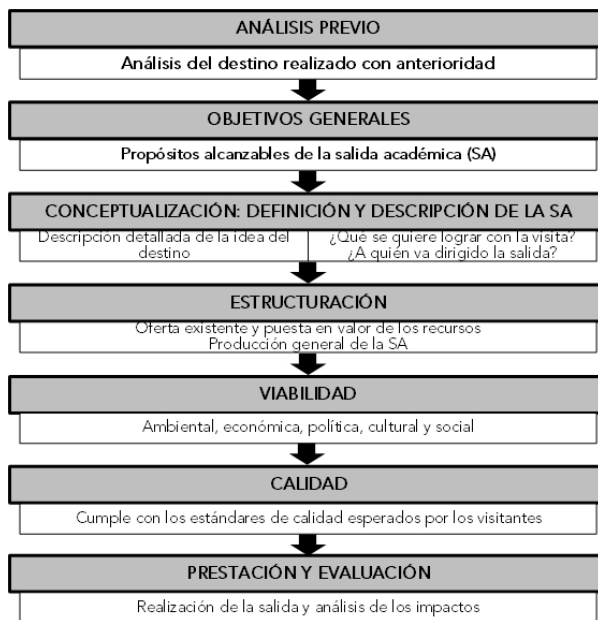 ANÁLISIS PREVIO
Análisis del destino realizado con anterioridad
OBJETIVOS GENERALES
Propósitos alcanzables de la salida académica (SA)
CONCEPTUALIZACIÓN: DEFINICIÓN Y DESCRIPCIÓN DE LA SA
Descripción detallada de la idea del
destino
¿Qué se quiere lograr con la visita?
¿A quién va dirigido la salida?
ESTRUCTURACIÓN
Oferta existente y puesta en valor de los recursos
Producción general de la SA
VIABILIDAD
Ambiental, económica, política, cultural y social
CALIDAD
Cumple con los estándares de calidad esperados por los visitantes
PRESTACIÓN Y EVALUACIÓN
Realización de la salida y análisis de los impactos